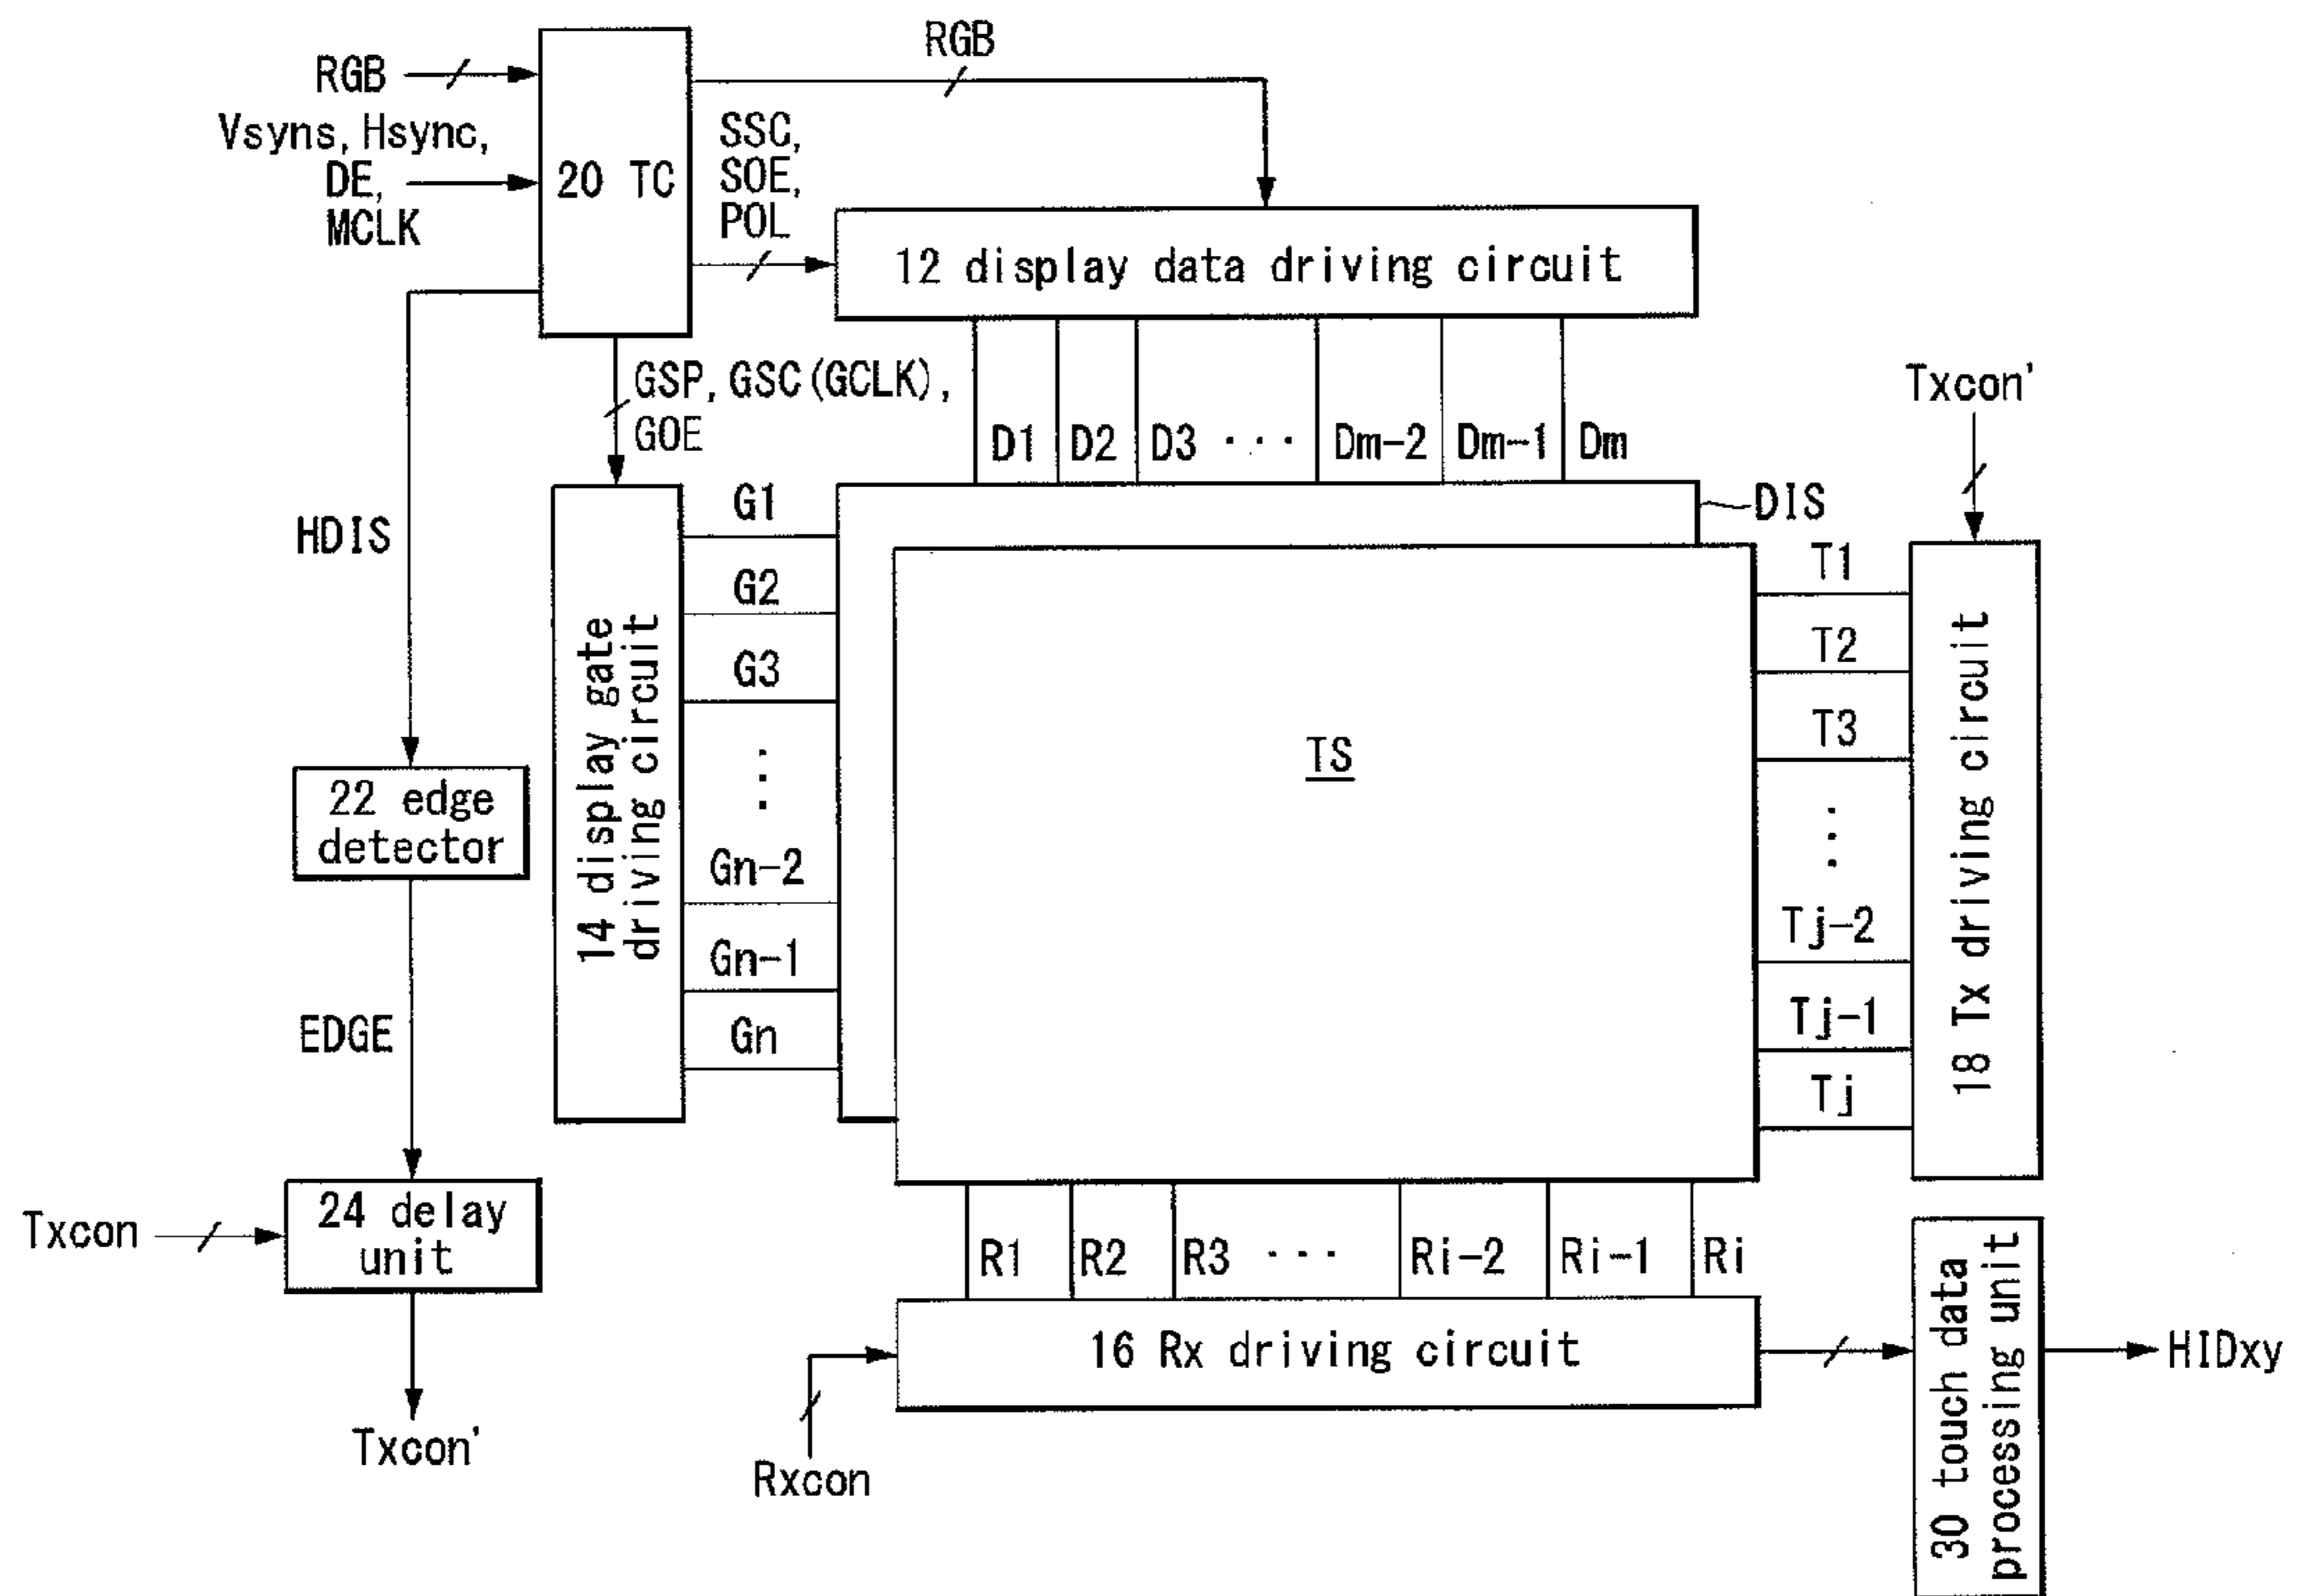 RGB
Vsyns, Hsync,
DE,
MCLK
20 TC
RGB
SSC,
SOE,
POL
12 display data driving circuit
HDIS
GSP, GSC(GCLK),
GOE
D1 D2 D3 ··· Dm-2 Dm-1 Dm
Txcon'
DIS
14 display gate
driving circuit
G1
G2
G3
⋮
Gn-2
Gn-1
Gn
TS
T1
T2
T3
⋮
Tj-2
Tj-1
Tj
18 Tx driving circuit
22 edge
detector
EDGE
Txcon
24 delay
unit
Txcon'
R1 R2 R3 ··· Ri-2 Ri-1 Ri
16 Rx driving circuit
Rxcon
30 touch data
processing unit
HIDxy